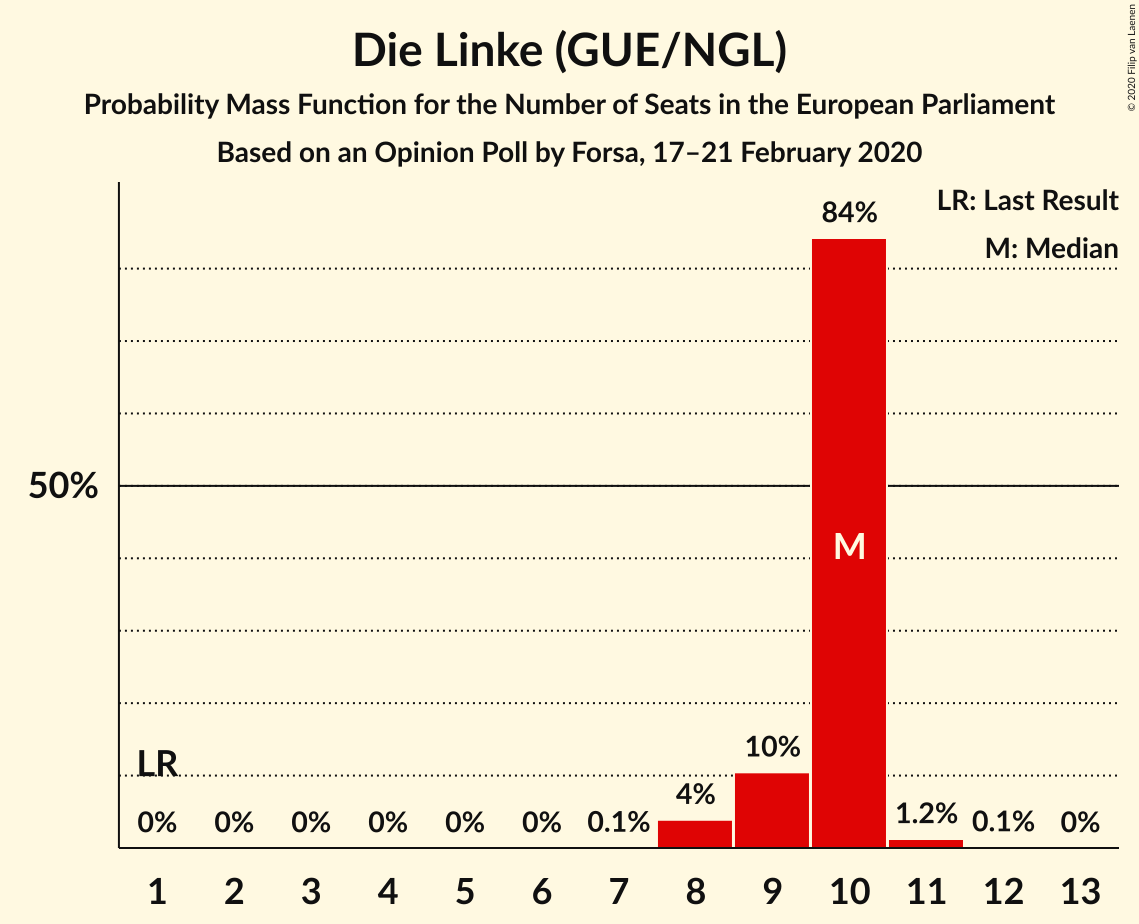 Die Linke (GUE/NGL)
Probability Mass Function for the Number of Seats in the European Parliament
Based on an Opinion Poll by Forsa, 17–21 February 2020
© 2020 Filip van Laenen
LR: Last Result
M: Median
84%
50%
M
LR
10%
4%
0% 0% 0% 0% 0% 0% 0.1% 1.2% 0.1% 0%
1 2 3 4 5 6 7 8 9 10 11 12 13